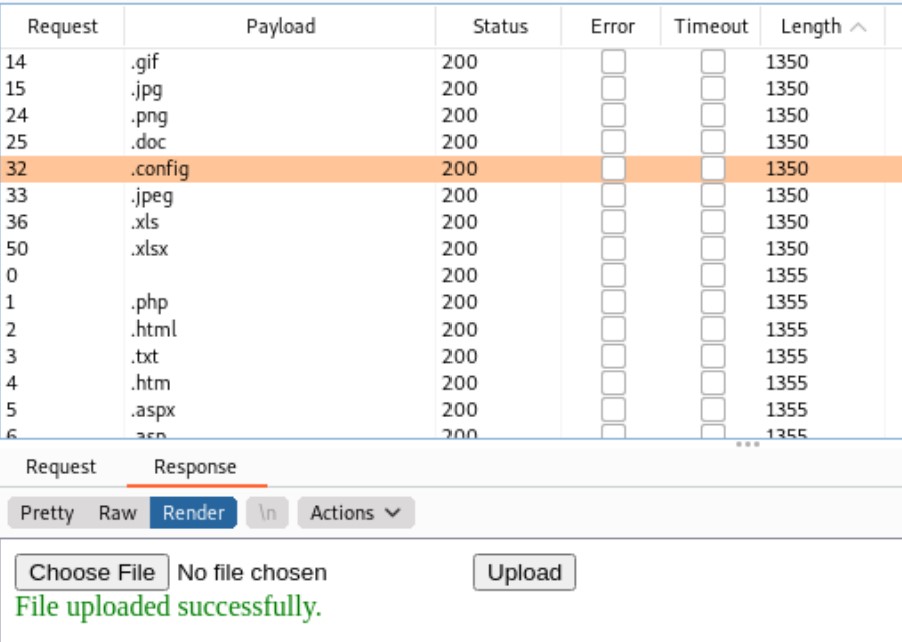 Request Payload Status Error Timeout Length
14 .gif 200 1350
15 .jpg 200 1350
24 .png 200 1350
25 .doc 200 1350
32 .config 200 1350
33 .jpeg 200 1350
36 .xls 200 1350
50 .xlsx 200 1350
0 200 1355
1 .php 200 1355
2 .html 200 1355
3 .txt 200 1355
4 .htm 200 1355
5 .aspx 200 1355
6 .asp 200 1355
Request Response
Pretty Raw Render \n Actions
Choose File No file chosen Upload
File uploaded successfully.